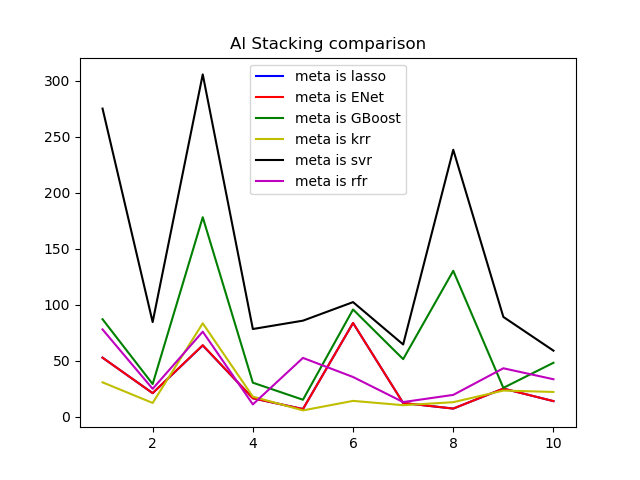 Al Stacking comparison
meta is lasso
meta is ENet
meta is GBoost
meta is krr
meta is svr
meta is rfr
300
250
200
150
100
50
0
2
4
6
8
10